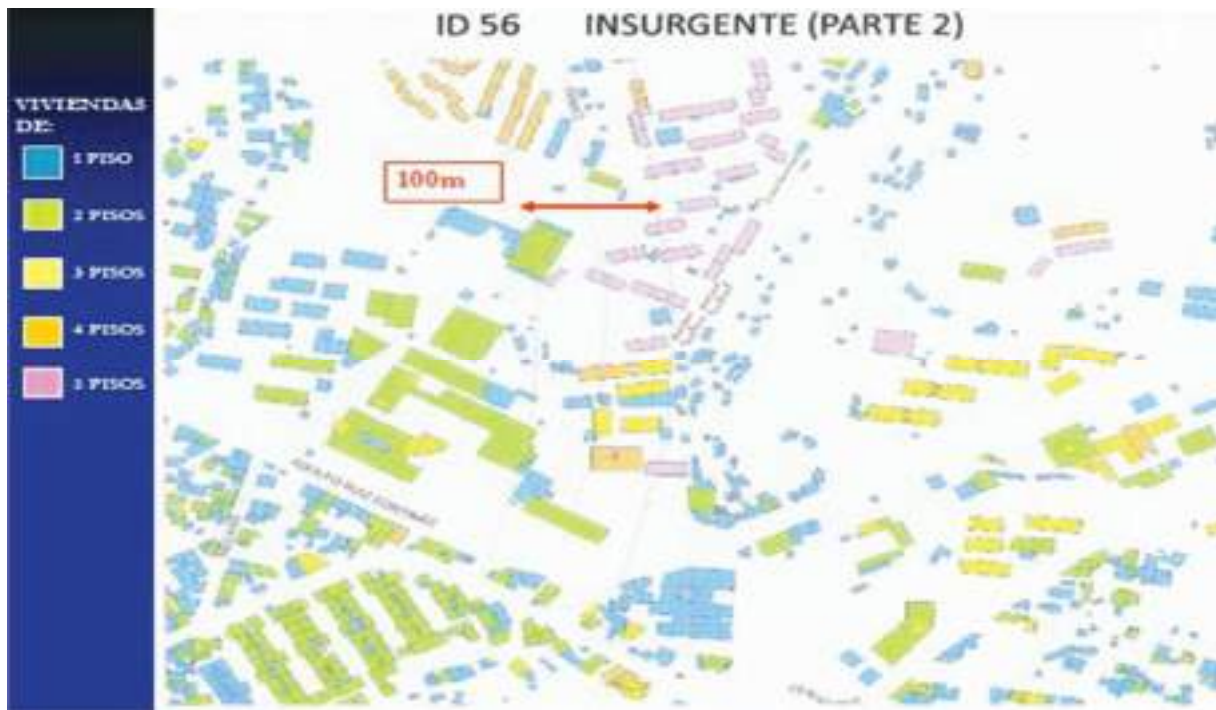 ID 56 INSURGENTE (PARTE 2)
VIVIENDAS
DE:
1 PISO
2 PISOS
3 PISOS
4 PISOS
100m